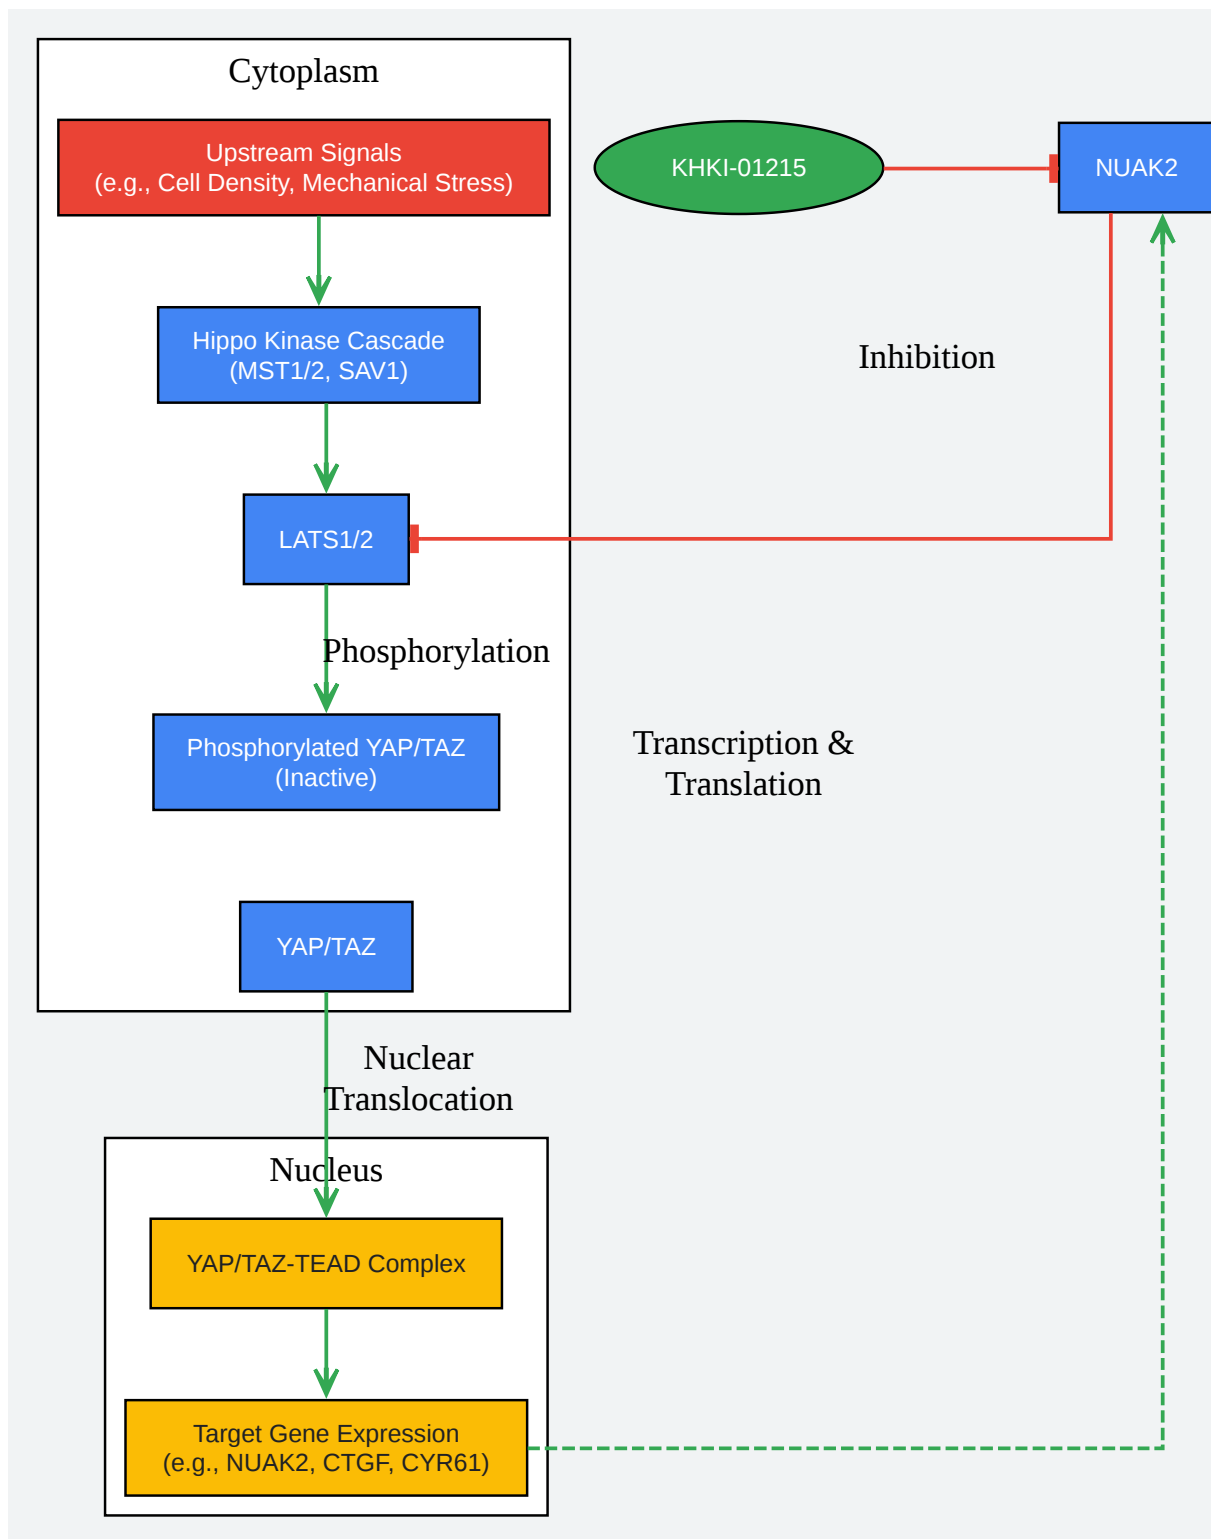 Cytoplasm
Upstream Signals
(e.g., Cell Density, Mechanical Stress)
KHKI-01215
NUAK2
Hippo Kinase Cascade
(MST1/2, SAV1)
Inhibition
LATS1/2
Phosphorylation
Phosphorylated YAP/TAZ
(Inactive)
Transcription &
Translation
YAP/TAZ
Nuclear
Translocation
Nucleus
YAP/TAZ-TEAD Complex
Target Gene Expression
(e.g., NUAK2, CTGF, CYR61)